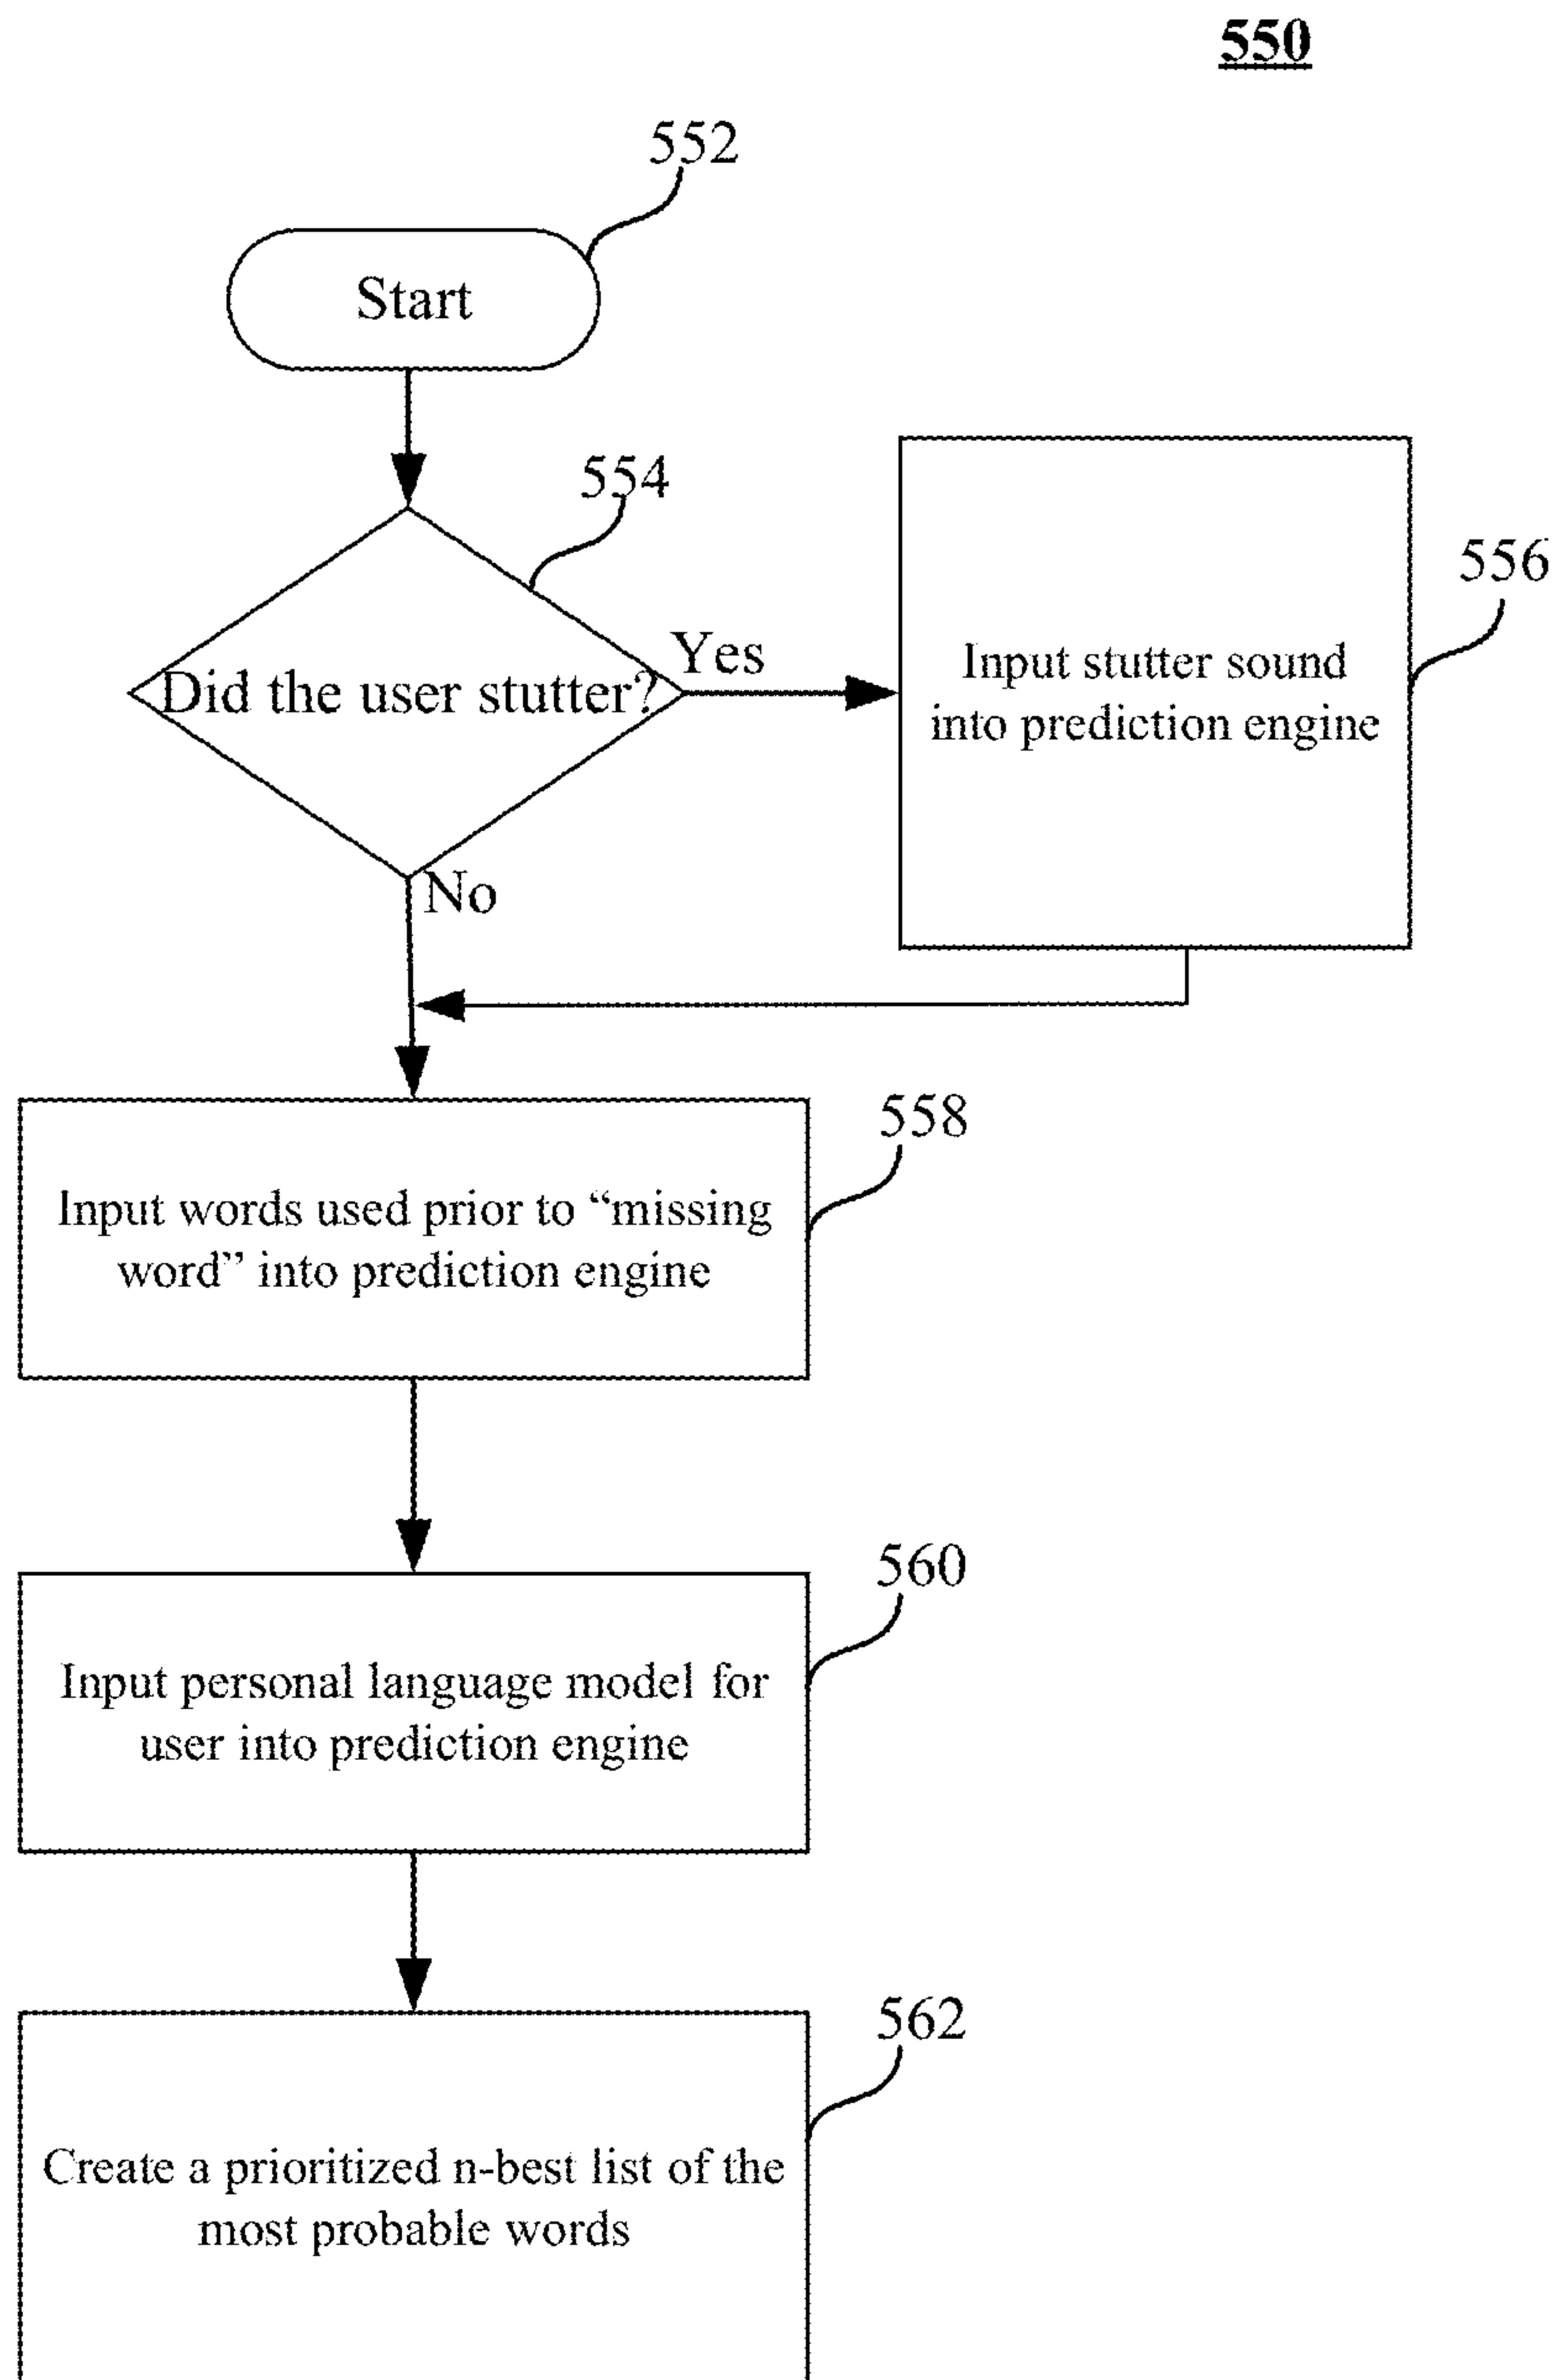 550
552
Start
554
Did the user stutter?
Yes
556
Input stutter sound
into prediction engine
No
558
Input words used prior to “missing
word” into prediction engine
560
Input personal language model for
user into prediction engine
562
Create a prioritized n-best list of the
most probable words